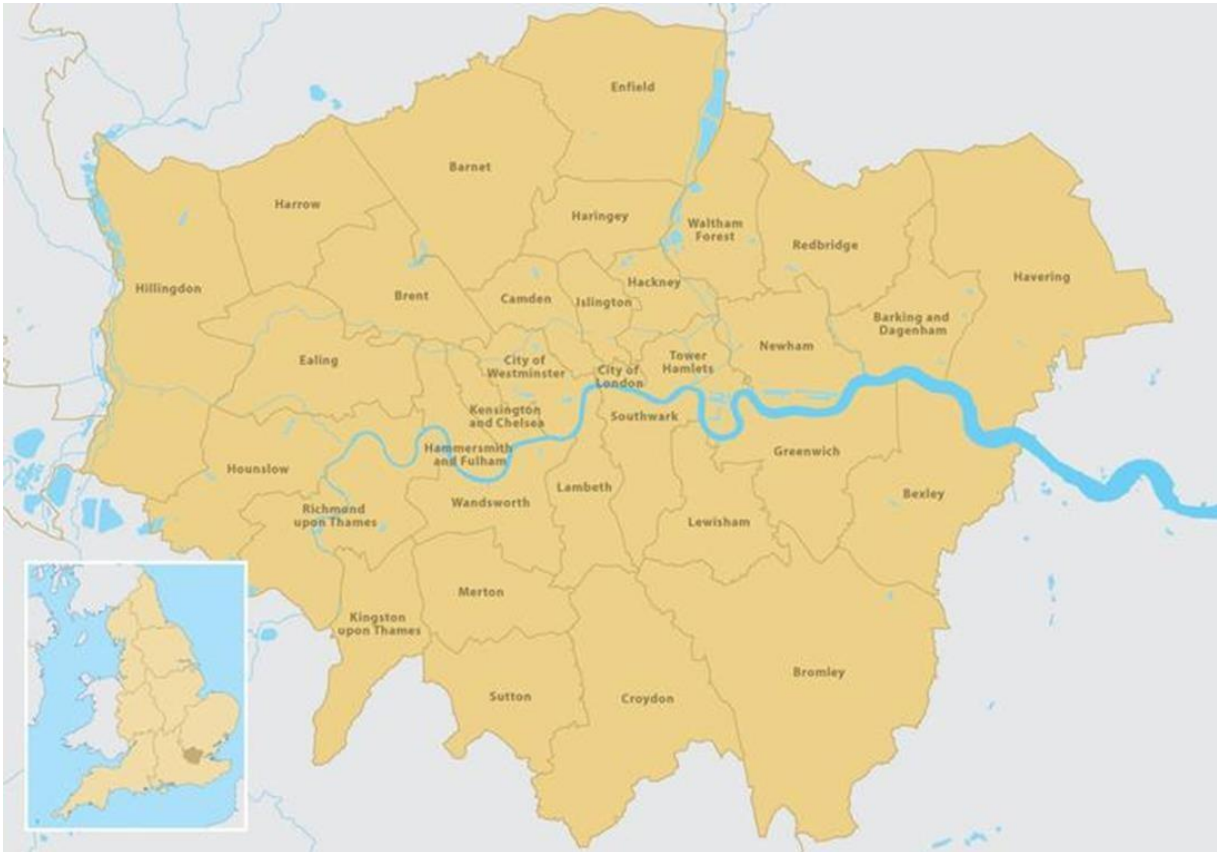 Enfield
Barnet
Harrow
Haringey
Waltham
Forest
Redbridge
Havering
Hillingdon
Brent
Camden
Islington
Hackney
Barking and
Dagenham
Ealing
City of
Westminster
City of
London
Tower
Hamlets
Newham
Kensington
and Chelsea
Southwark
Hounslow
Hammersmith
and Fulham
Greenwich
Richmond
upon Thames
Wandsworth
Lambeth
Lewisham
Bexley
Merton
Kingston
upon Thames
Sutton
Croydon
Bromley